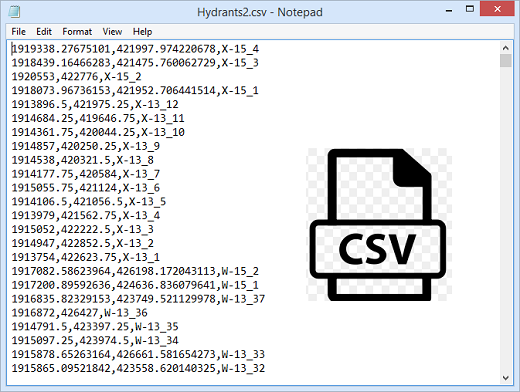 Hydrants2.csv - Notepad
File Edit Format View Help
1919338.27675101,421997.974220678,X-15_4
1918439.16466283,421475.760062729,X-15_3
1920553,422776,X-15_2
1918073.96736153,421952.706441514,X-15_1
1913896.5,421975.25,X-13_12
1914684.25,419646.75,X-13_11
1914361.75,420044.25,X-13_10
1914857,420250.25,X-13_9
1914538,420321.5,X-13_8
1914177.75,420584,X-13_7
1915055.75,421124,X-13_6
1914106.5,421056.5,X-13_5
1913979,421562.75,X-13_4
1915052,422222.5,X-13_3
1914947,422852.5,X-13_2
1913754,422623.75,X-13_1
1917082.58623964,426198.172043113,W-15_2
1917200.89592636,424636.836079641,W-15_1
1916835.82329153,423749.521129978,W-13_37
1916872,426427,W-13_36
1914791.5,423397.25,W-13_35
1915097.25,423974.5,W-13_34
1915878.65263164,426661.581654273,W-13_33
1915865.09521842,423558.620140325,W-13_32
CSV